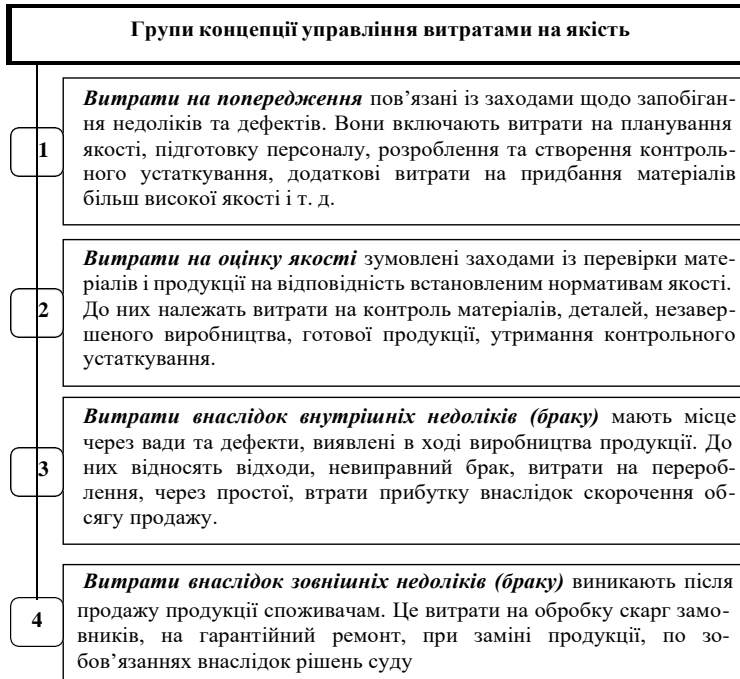 Групи концепції управління витратами на якість
Витрати на попередження пов’язані із заходами щодо запобіган-
ня недоліків та дефектів. Вони включають витрати на планування
1
якості, підготовку персоналу, розроблення та створення контроль-
ного устаткування, додаткові витрати на придбання матеріалів
більш високої якості і т. д.
Витрати на оцінку якості зумовлені заходами із перевірки мате-
ріалів і продукції на відповідність встановленим нормативам якості.
2
До них належать витрати на контроль матеріалів, деталей, незавер-
шеного виробництва, готової продукції, утримання контрольного
устаткування.
Витрати внаслідок внутрішніх недоліків (браку) мають місце
через вади та дефекти, виявлені в ході виробництва продукції. До
3
них відносять відходи, невиправний брак, витрати на перероб-
лення, через простої, втрати прибутку внаслідок скорочення об-
сягу продажу.
Витрати внаслідок зовнішніх недоліків (браку) виникають після
4
продажу продукції споживачам. Це витрати на обробку скарг замо-
вників, на гарантійний ремонт, при заміні продукції, по зо-
бов’язаннях внаслідок рішень суду